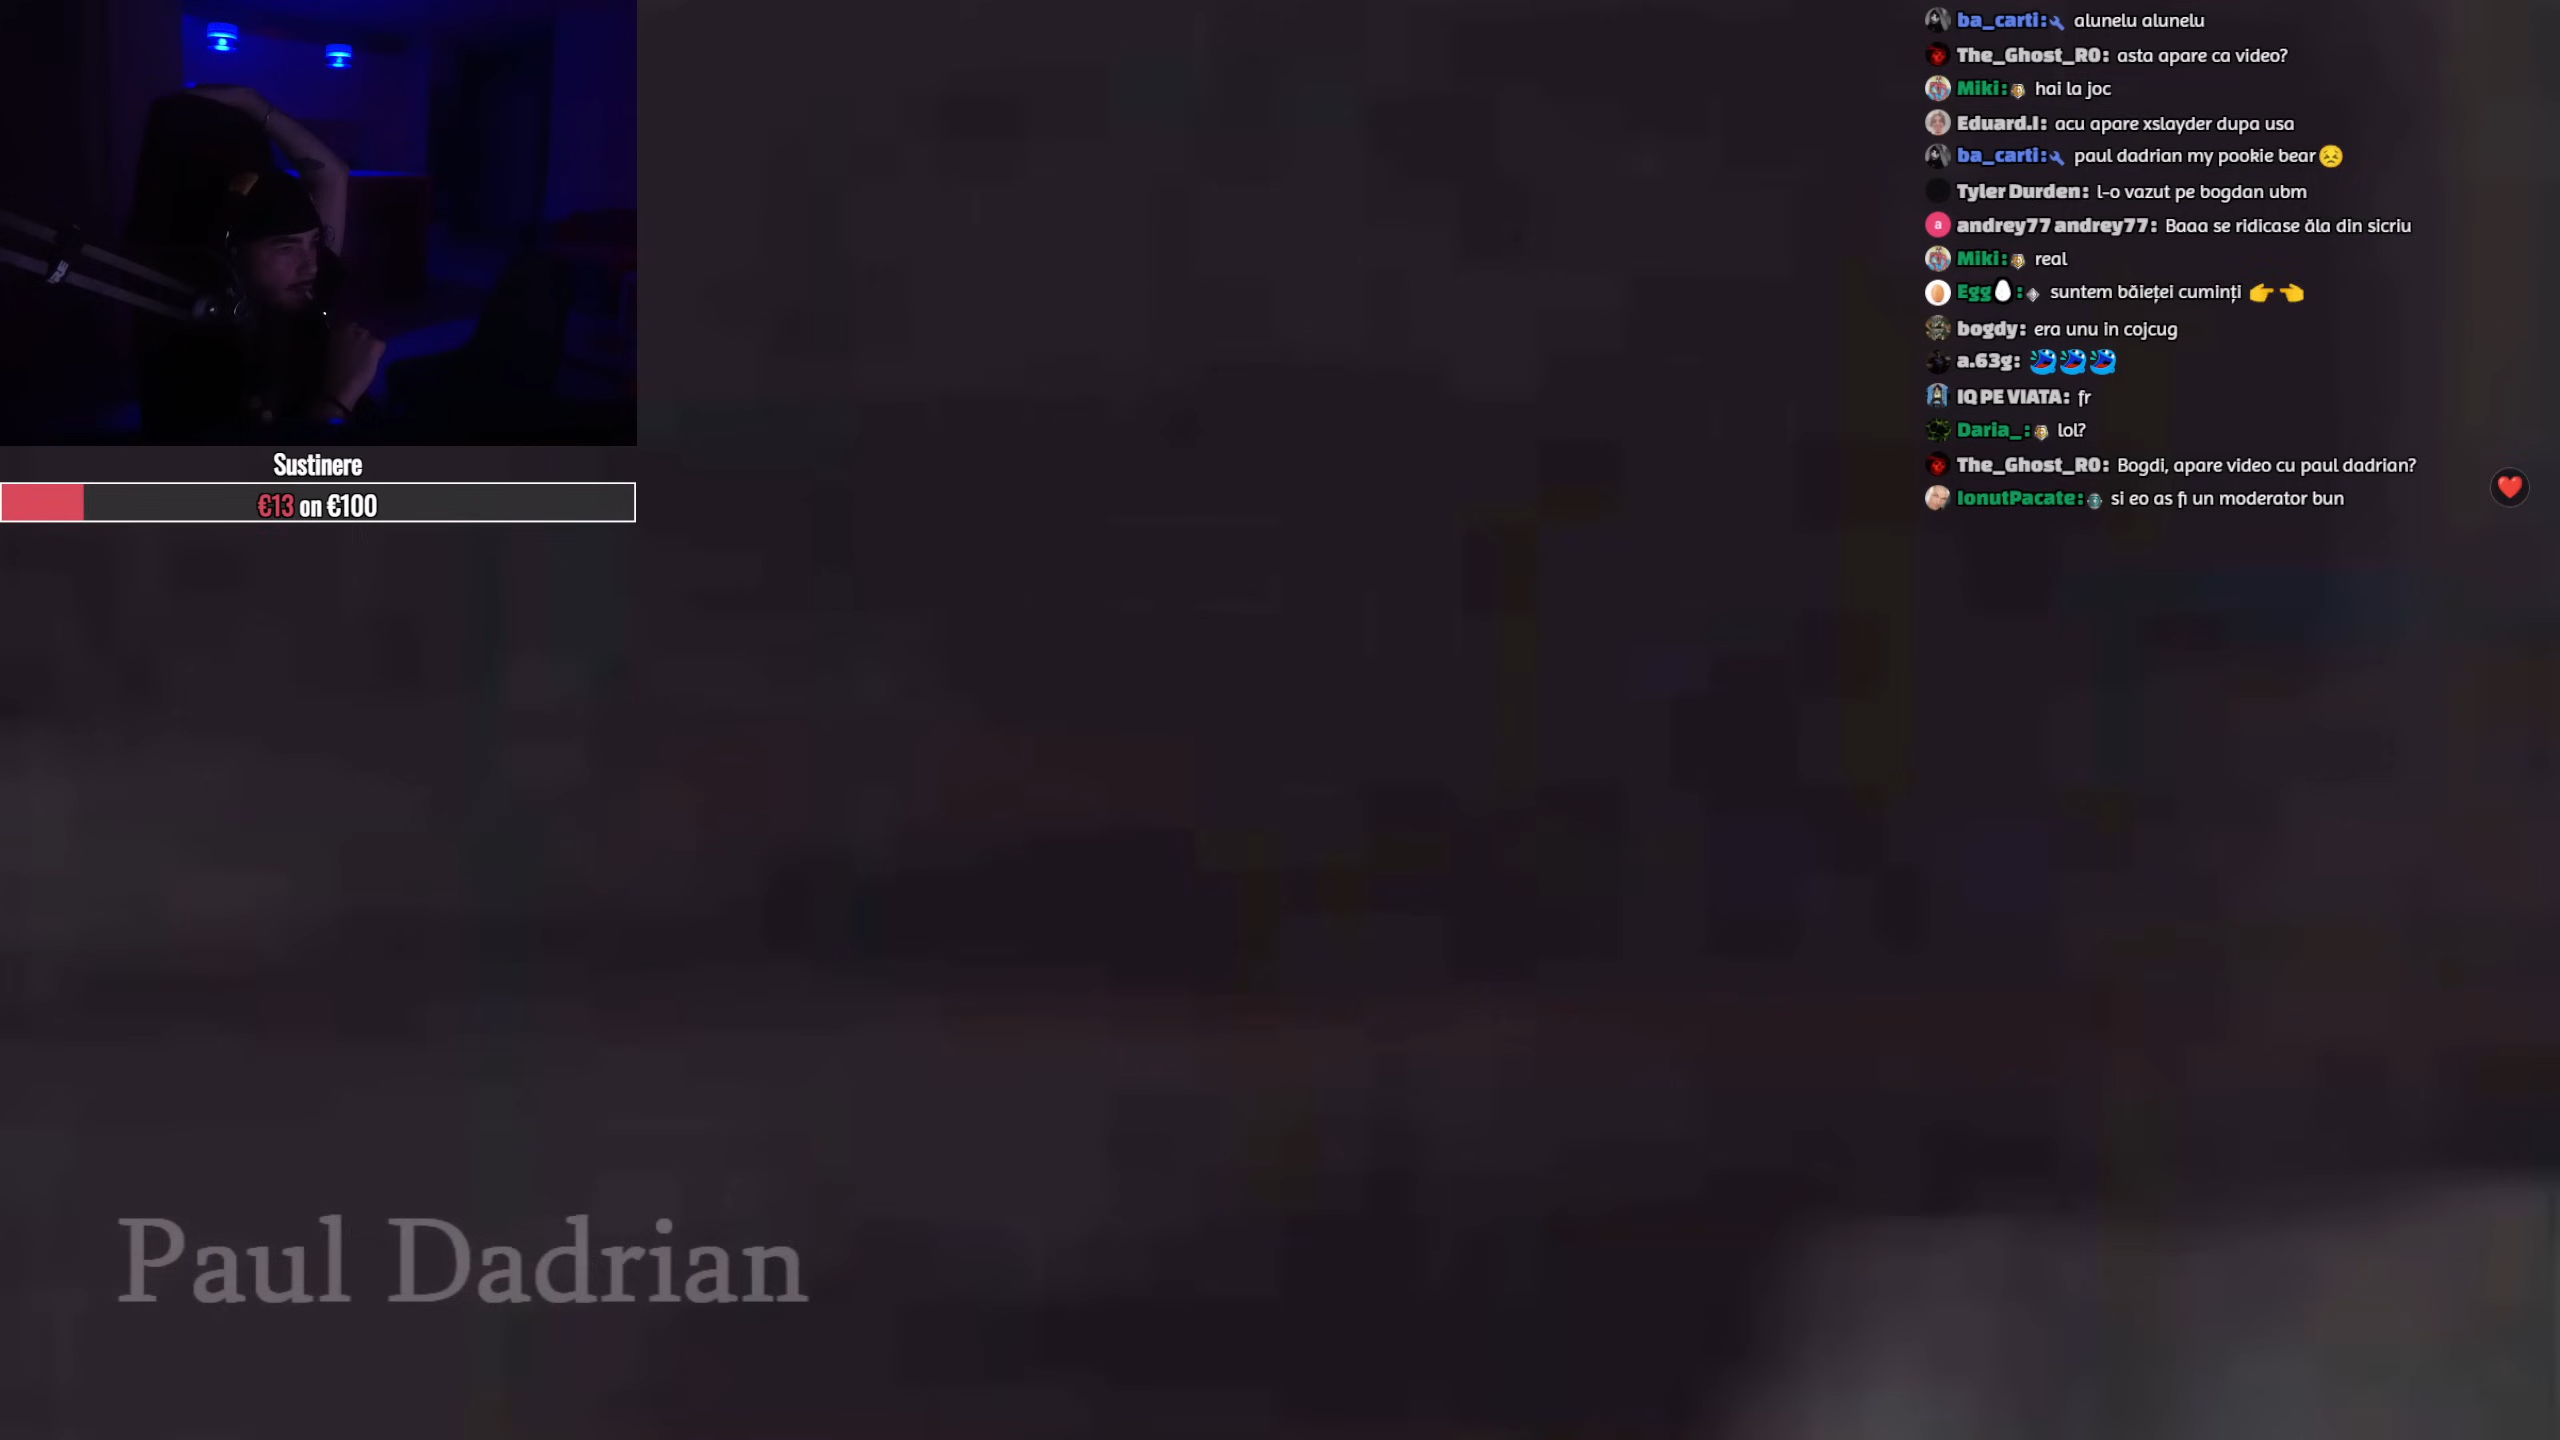 Sustinere
€13 on €100
ba_carti: alunelu alunelu
The_Ghost_R0: asta apare ca video?
Miki: hai la joc
Eduard.I: acu apare xslayder dupa usa
ba_carti: paul dadrian my pookie bear😣
Tyler Durden: l-o vazut pe bogdan ubm
andrey77 andrey77: Baaa se ridicase ăla din sicriu
Miki: real
Egg🥚: suntem băieței cuminți 👉👈
bogdy: era unu in cojcug
a.63g:
IQ PE VIATA: fr
Daria_: lol?
The_Ghost_R0: Bogdi, apare video cu paul dadrian?
IonutPacate: si eo as fi un moderator bun
Paul Dadrian